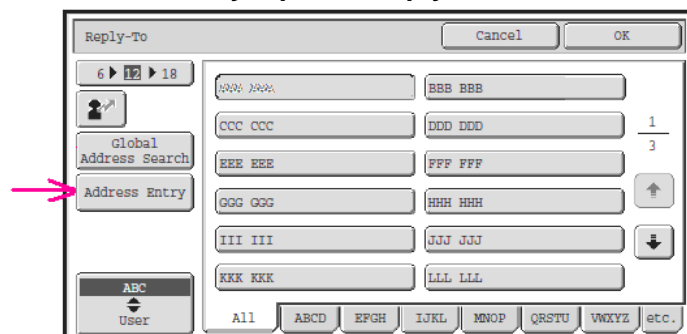 Reply-To
Cancel
OK
6 12 18
BBB BBB
CCC CCC
DDD DDD
1
3
Global
Address Search
EEE EEE
FFF FFF
Address Entry
GGG GGG
HHH HHH
III III
JJJ JJJ
KKK KKK
LLL LLL
ABC
User
All
ABCD
EFGH
IJKL
MNOP
QRSTU
VWXYZ
etc.